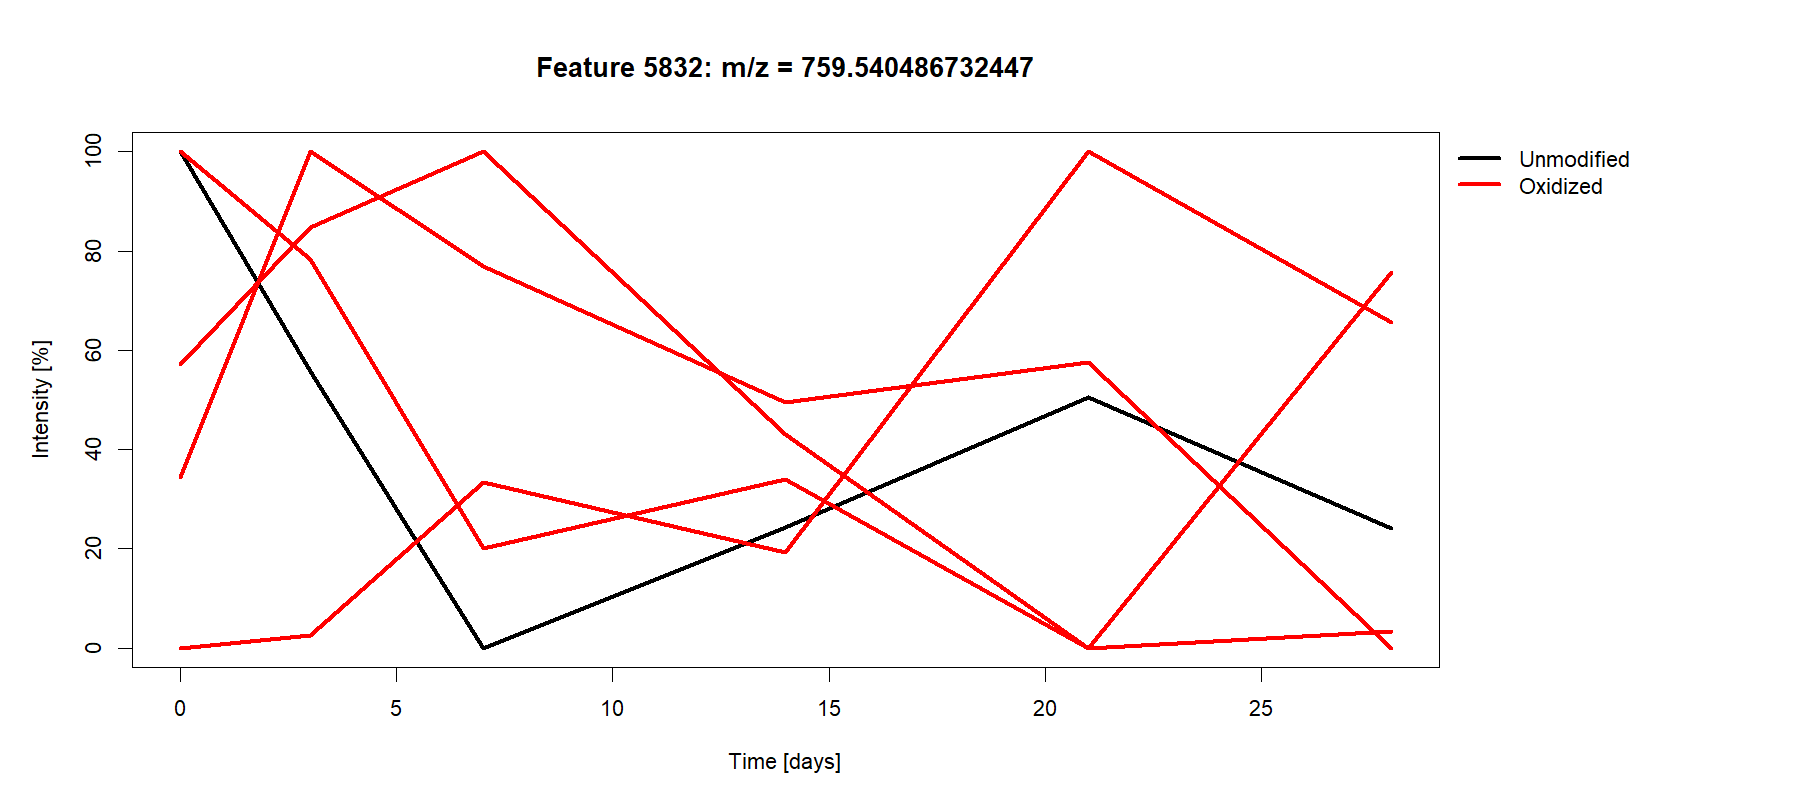 Feature 5832: m/z = 759.540486732447
Unmodified
Oxidized
Intensity [%]
100
80
60
40
20
0
0 5 10 15 20 25
Time [days]